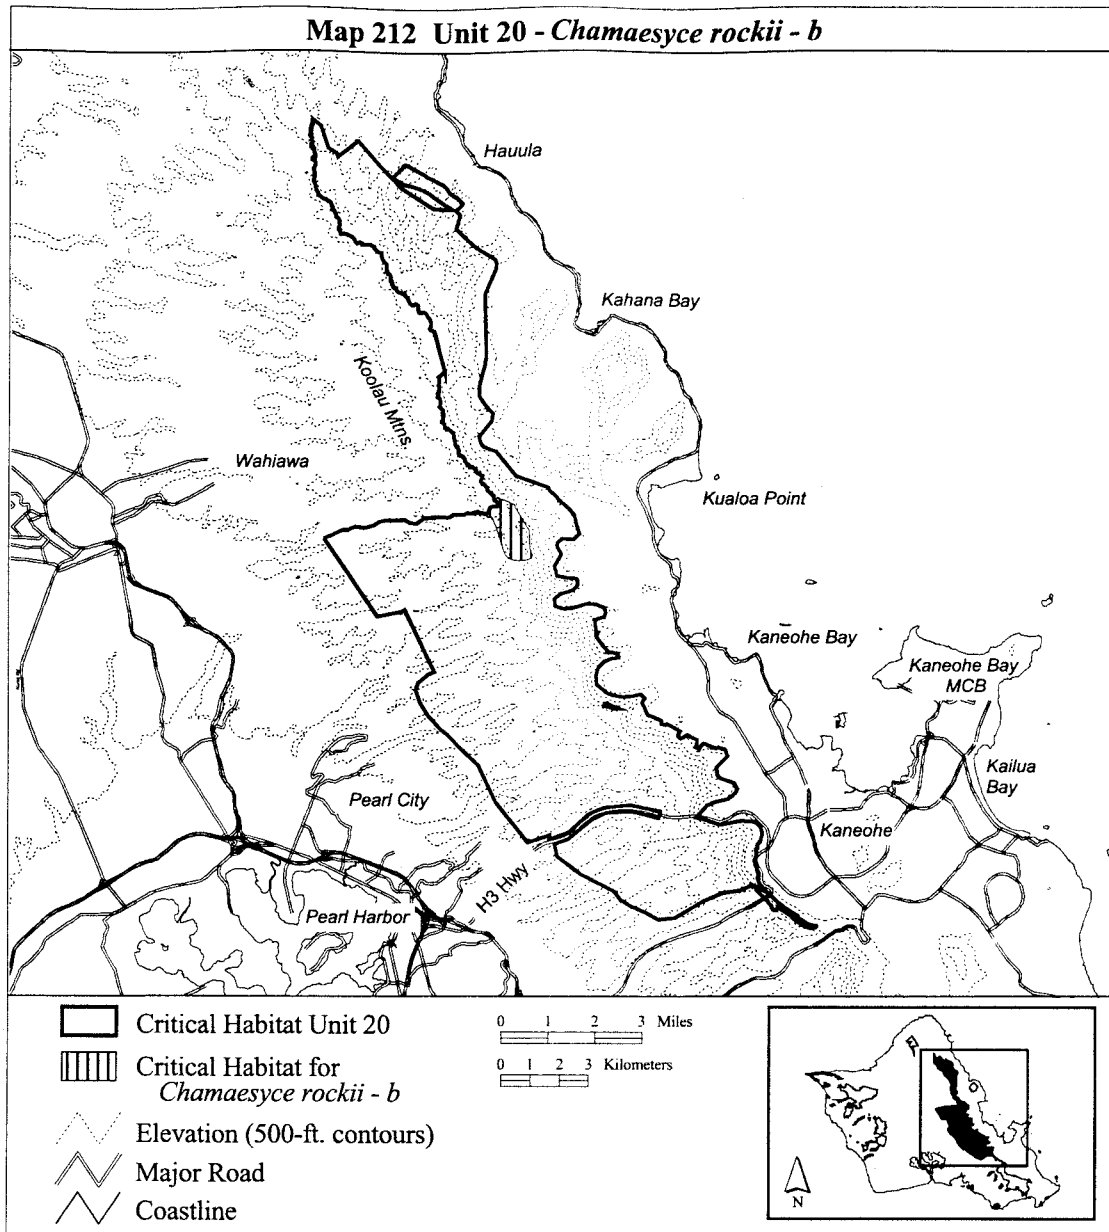 Map 212 Unit 20 - Chamaesyce rockii - b
Hauula
Kahana Bay
Koolau Mtns.
Wahiawa
Kualoa Point
Kaneohe Bay
Kaneohe Bay
MCB
Kailua
Bay
Pearl City
Kaneohe
H3 Hwy
Pearl Harbor
Critical Habitat Unit 20
Critical Habitat for
Chamaesyce rockii - b
Elevation (500-ft. contours)
Major Road
Coastline
0 1 2 3 Miles
0 1 2 3 Kilometers
N